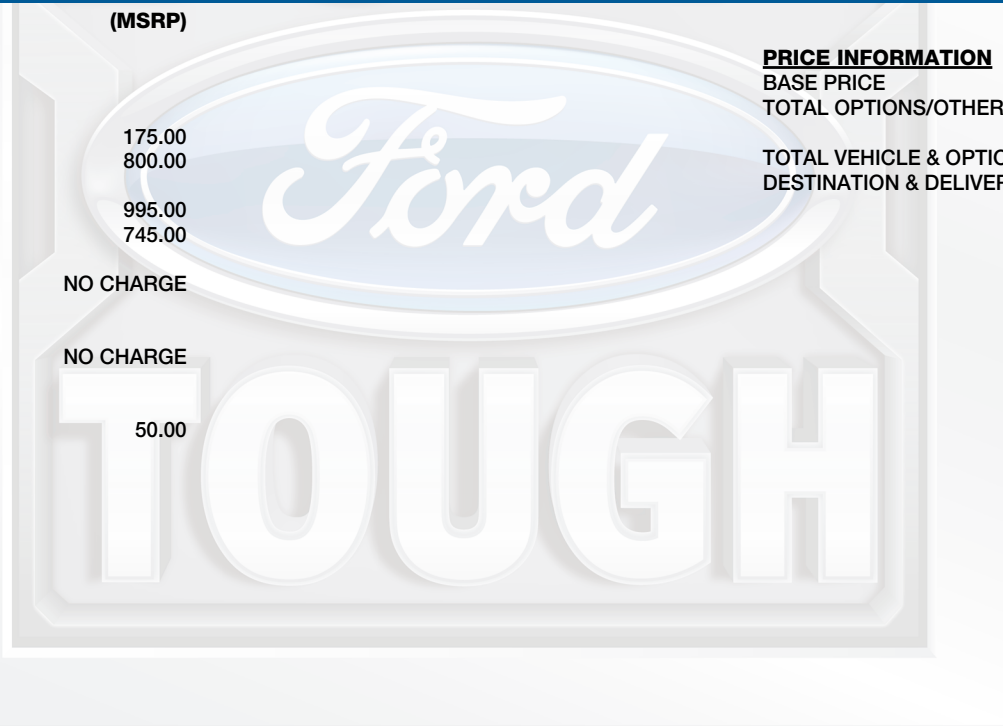 (MSRP)
175.00
800.00
995.00
745.00
NO CHARGE
NO CHARGE
50.00
PRICE INFORMATION
BASE PRICE
TOTAL OPTIONS/OTHER
TOTAL VEHICLE & OPTIO
DESTINATION & DELIVER
Ford
TOUGH